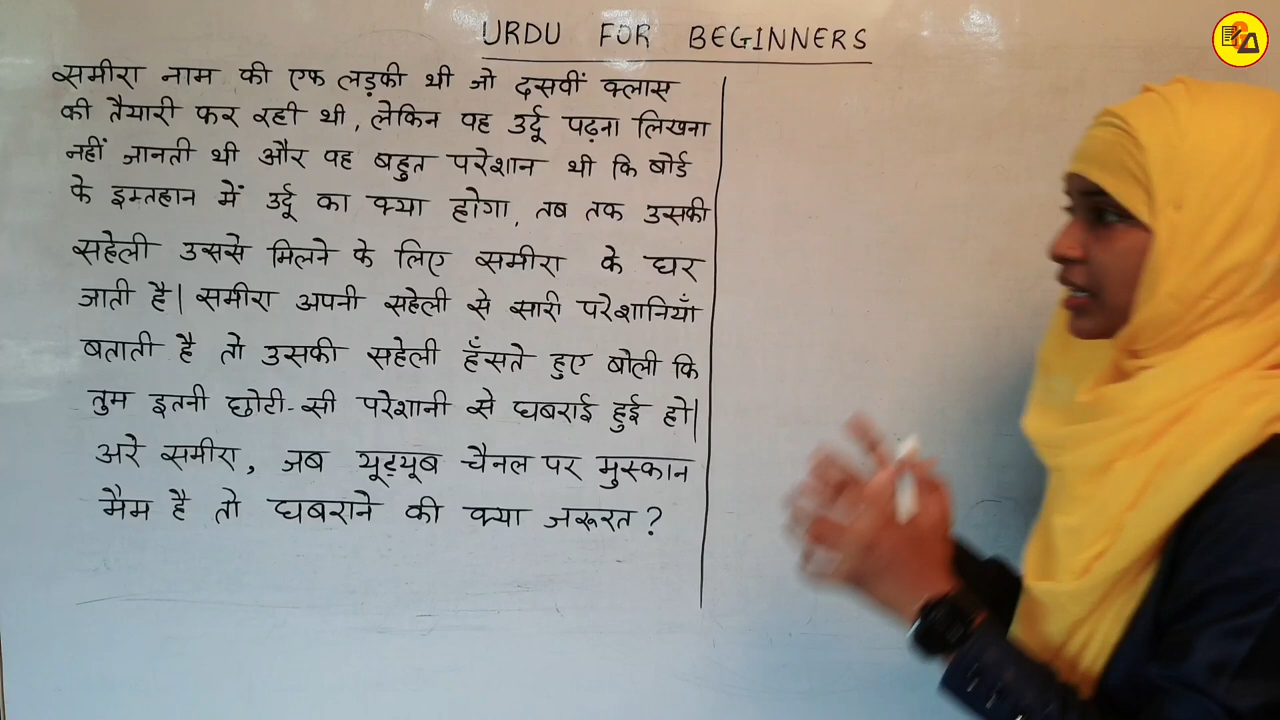 URDU FOR BEGINNERS
समीरा नाम की एक लड़की थी जो दसवीं क्लास
की तैयारी कर रही थी, लेकिन वह उर्दू पढ़ना लिखना
नहीं जानती थी और वह बहुत परेशान थी कि बोर्ड
के इम्तहान में उर्दू का क्या होगा, तब तक उसकी
सहेली उससे मिलने के लिए समीरा के घर
जाती है| समीरा अपनी सहेली से सारी परेशानियाँ
बताती है तो उसकी सहेली हँसते हुए बोली कि
तुम इतनी छोटी-सी परेशानी से घबराई हुई हो|
अरे समीरा, जब यूट्यूब चैनल पर मुस्कान
मैम है तो घबराने की क्या जरूरत?